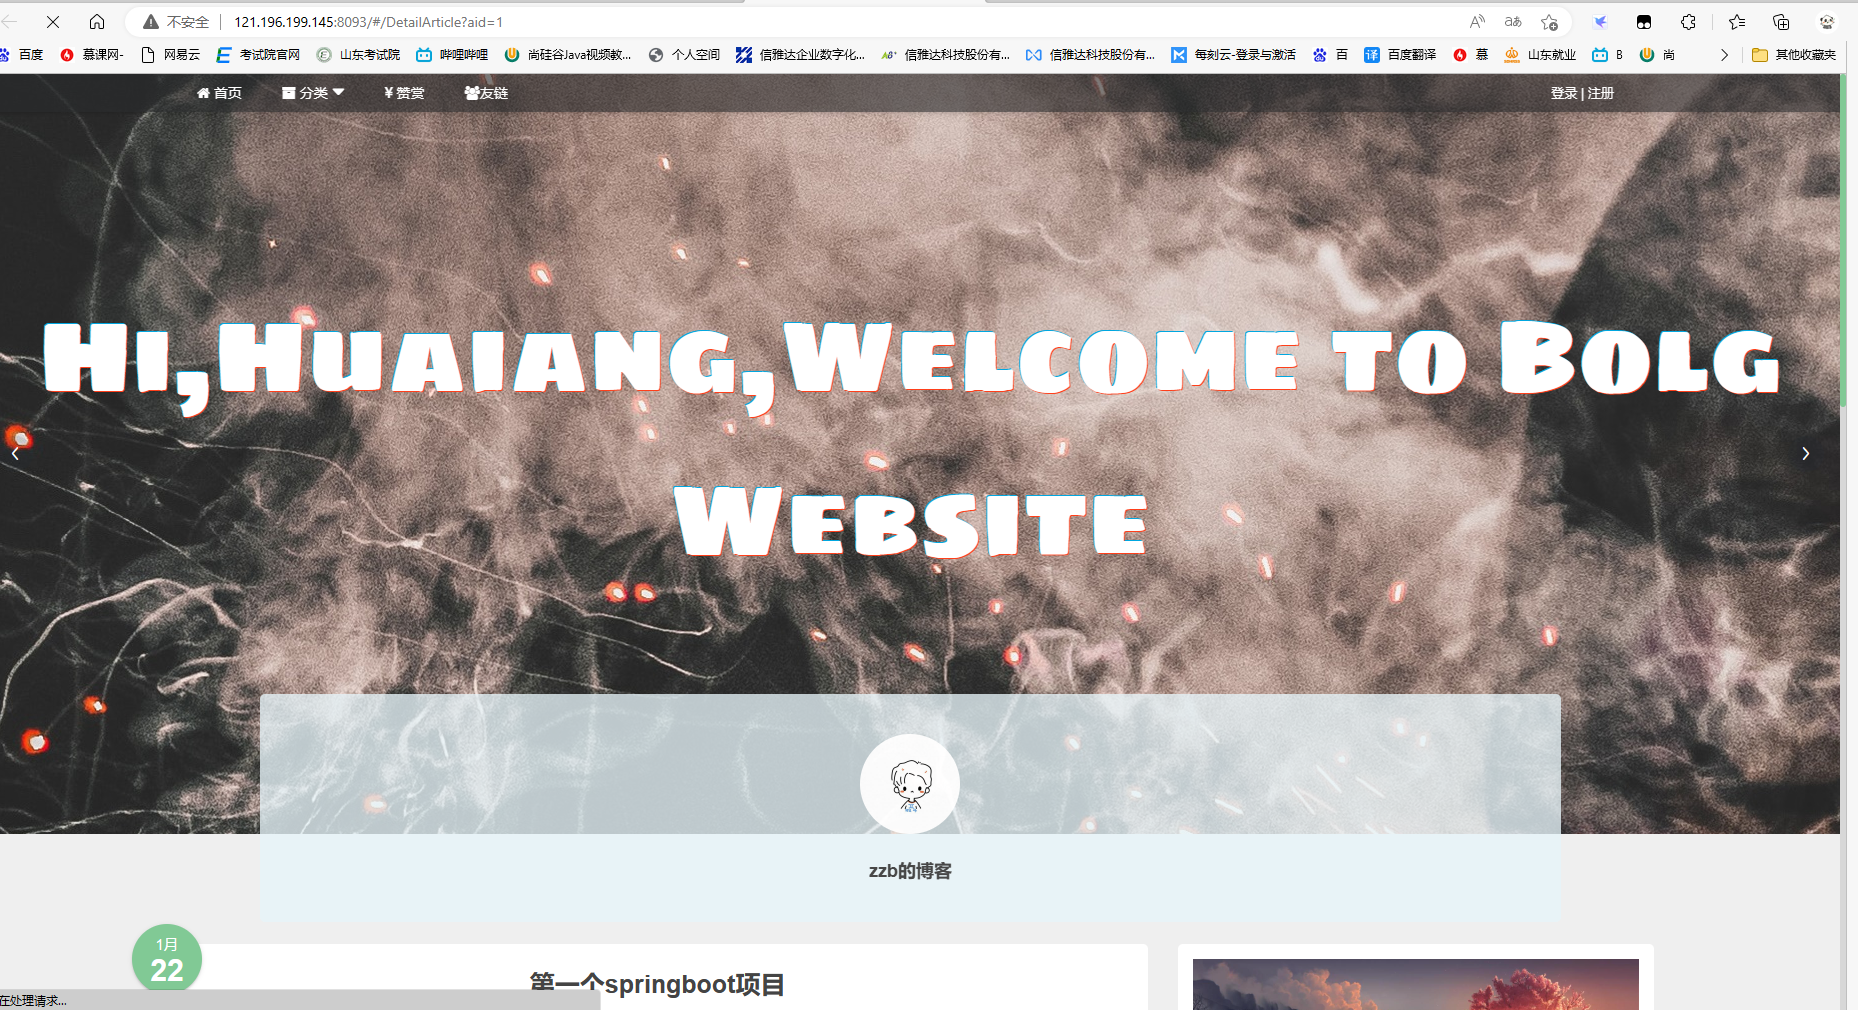 不安全 121.196.199.145:8093/#/DetailArticle?aid=1
百度 慕课网- 网易云 考试院官网 山东考试院 哔哩哔哩 尚硅谷Java视频教... 个人空间 信雅达企业数字化... 信雅达科技股份有... 信雅达科技股份有... 每刻云-登录与激活 百 百度翻译 慕 山东就业 B 尚 其他收藏夹
首页 分类 ¥赞赏 友链 登录 | 注册
Hi,Huaiang,Welcome to Bolg
Website
zzb的博客
1月
22
第一个springboot项目
在处理请求...